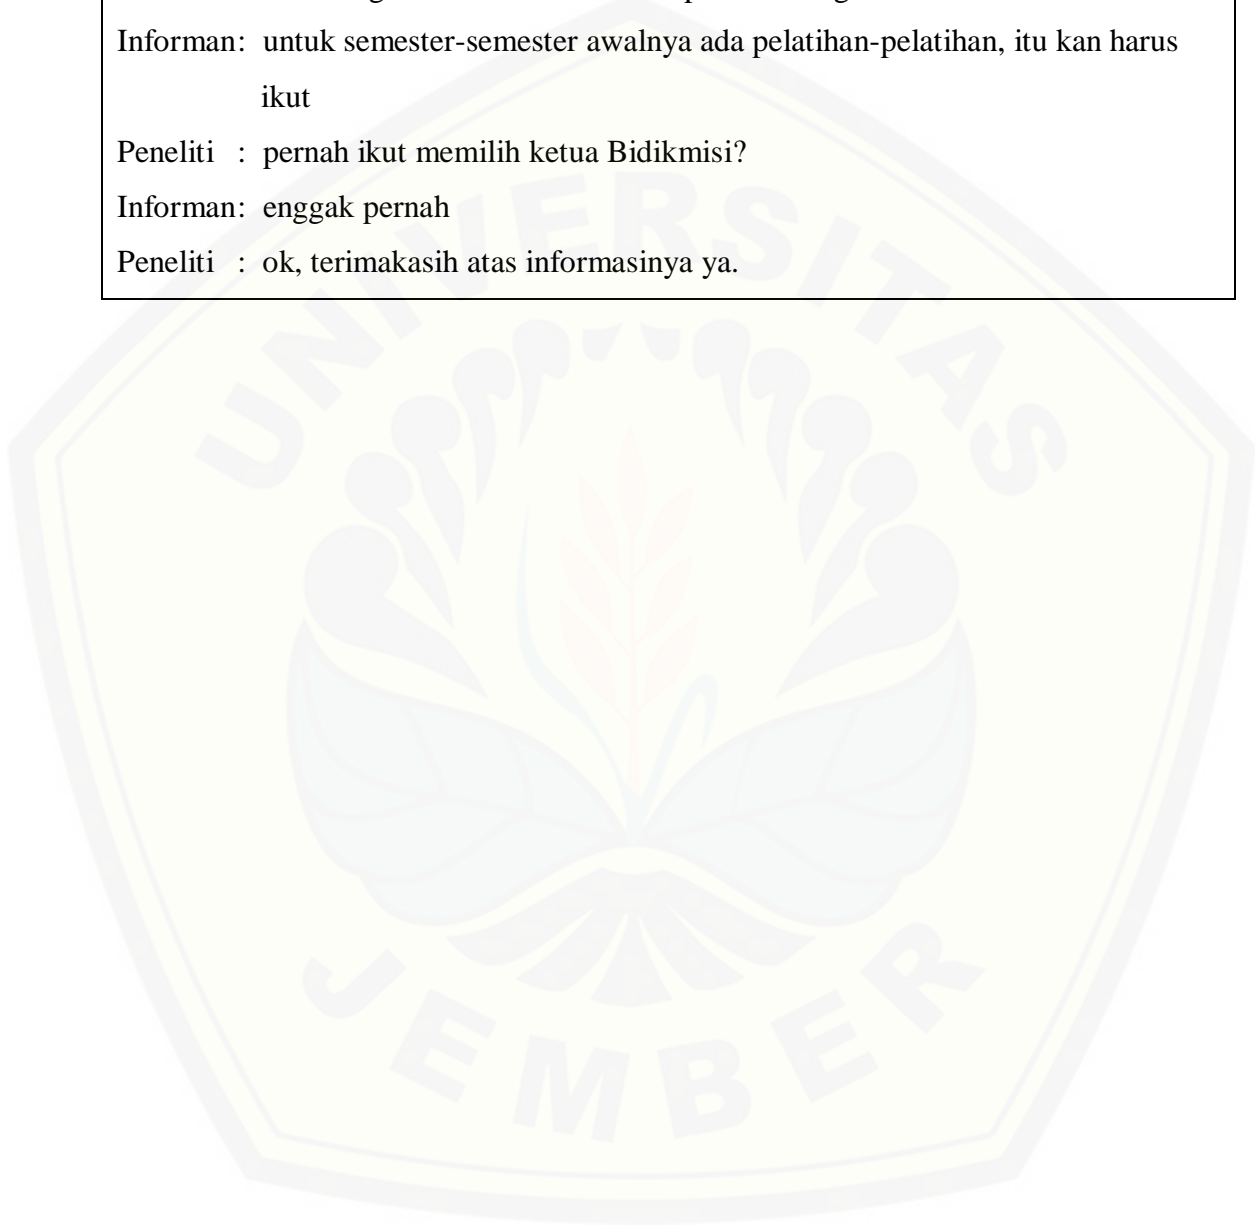 Informan: untuk semester-semester awalnya ada pelatihan-pelatihan, itu kan harus
ikut
Peneliti : pernah ikut memilih ketua Bidikmisi?
Informan: enggak pernah
Peneliti : ok, terimakasih atas informasinya ya.
UNIVERSITAS
JEMBER